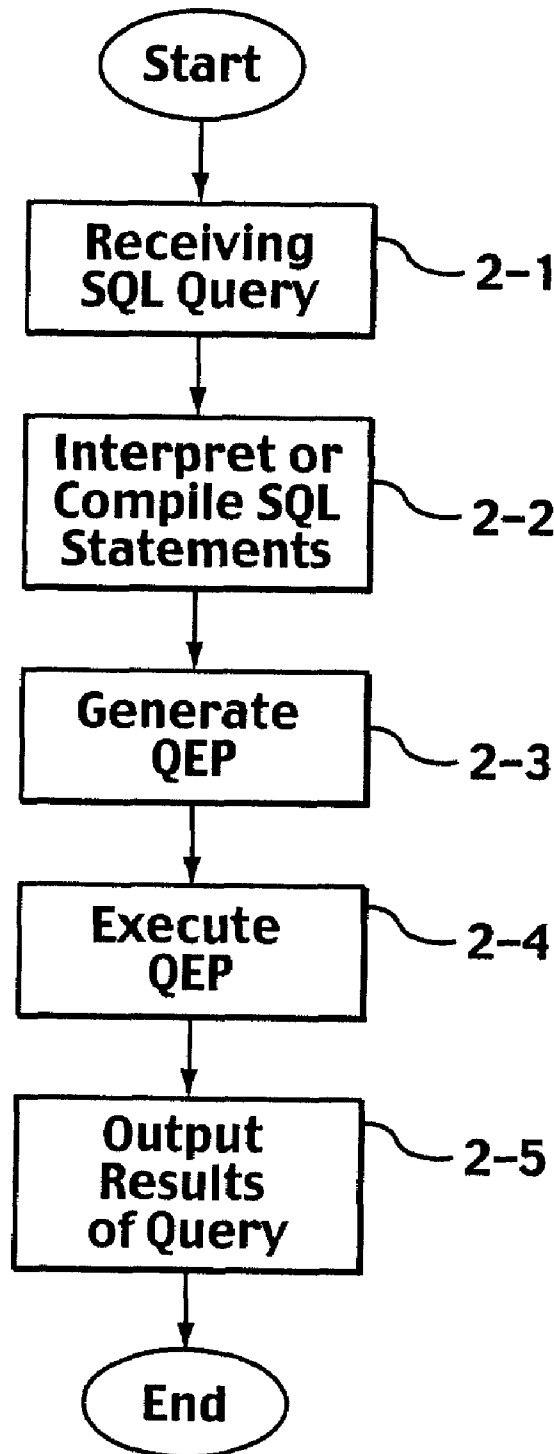 Start
Receiving
SQL Query
2-1
Interpret or
Compile SQL
Statements
2-2
Generate
QEP
2-3
Execute
QEP
2-4
Output
Results
of Query
2-5
End